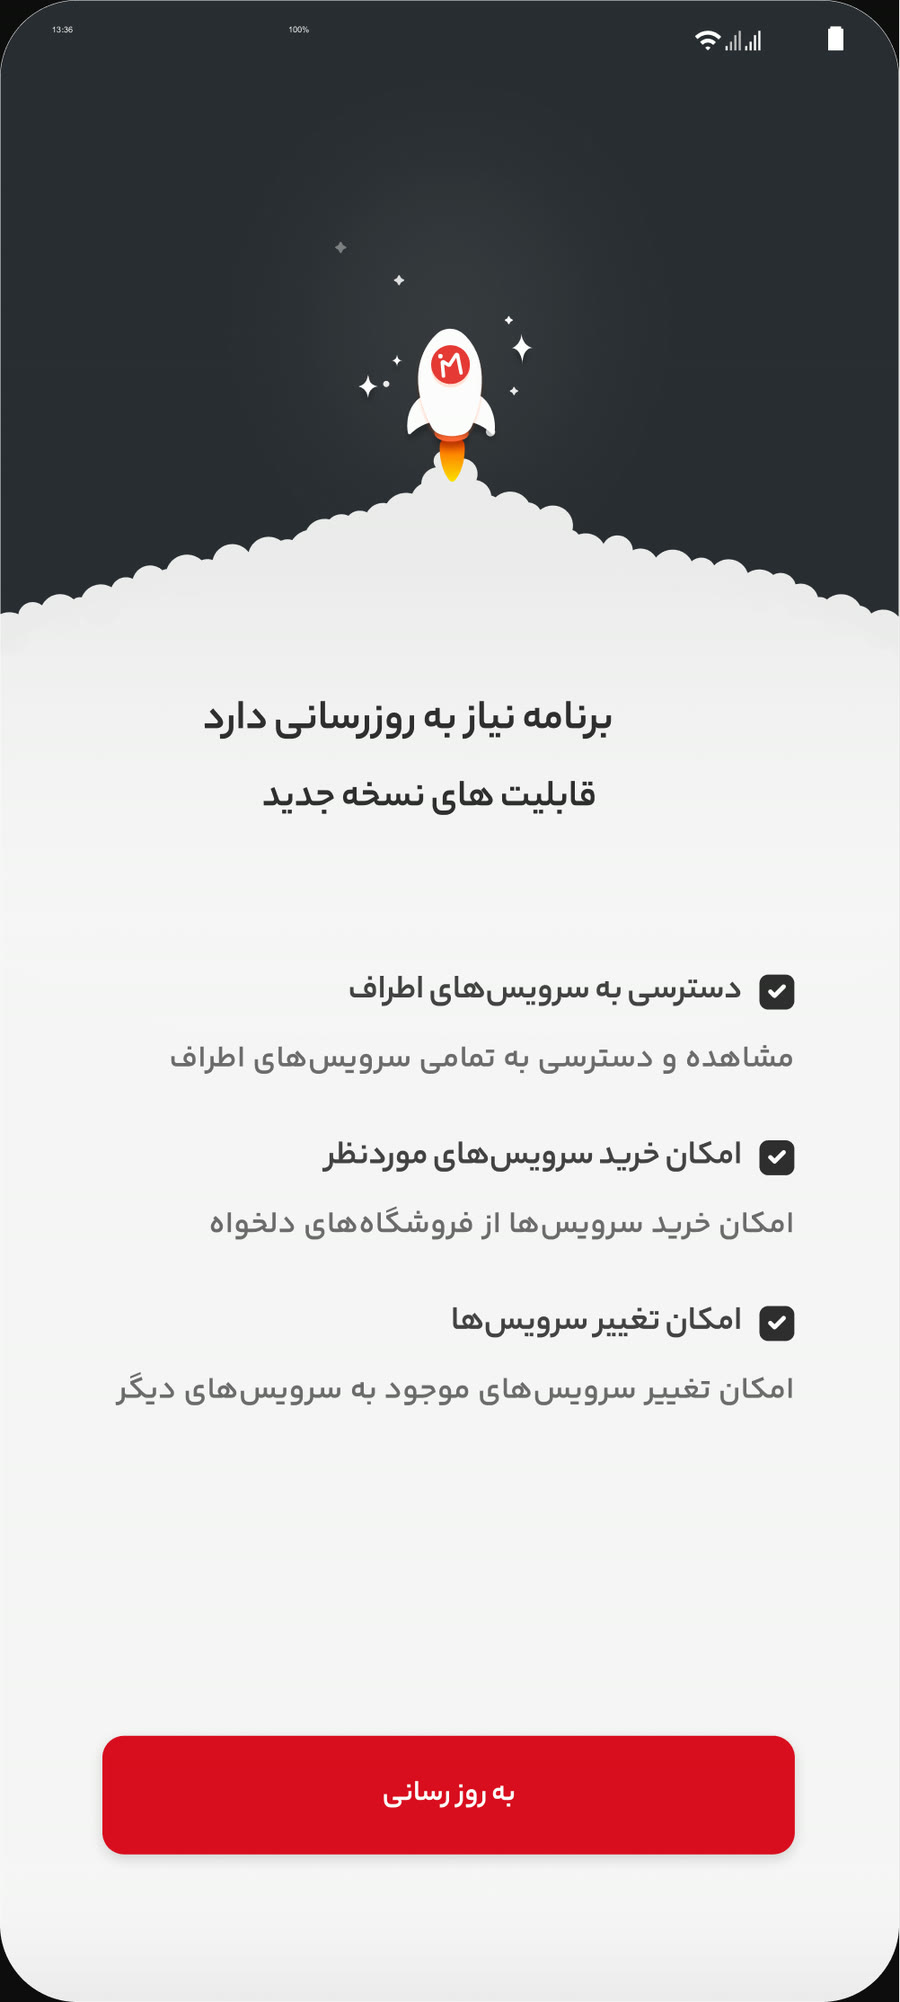 13:36 100%
iM
برنامه نیاز به روزرسانی دارد
قابلیت های نسخه جدید
دسترسی به سرویس‌های اطراف
مشاهده و دسترسی به تمامی سرویس‌های اطراف
امکان خرید سرویس‌های موردنظر
امکان خرید سرویس‌ها از فروشگاه‌های دلخواه
امکان تغییر سرویس‌ها
امکان تغییر سرویس‌های موجود به سرویس‌های دیگر
به روز رسانی